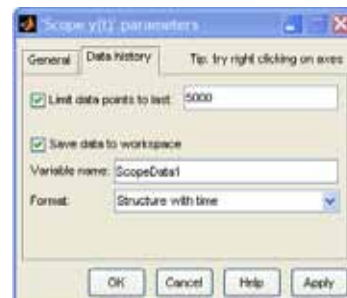 'Scope y(t)' parameters
General Data history Tip: try right clicking on axes
Limit data points to last: 5000
Save data to workspace
Variable name: ScopeData1
Format: Structure with time
OK Cancel Help Apply